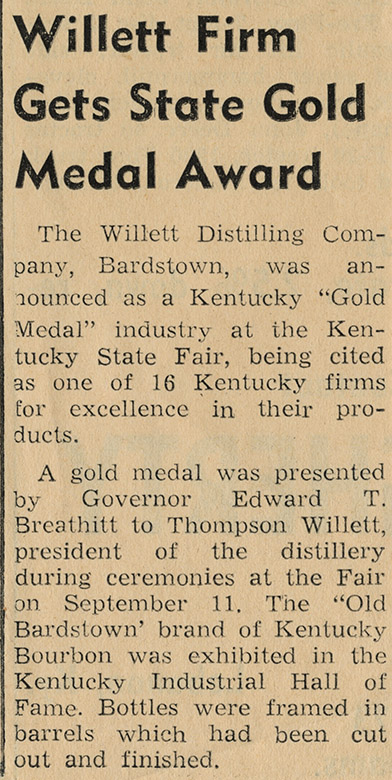 Willett Firm
Gets State Gold
Medal Award
The Willett Distilling Com-
pany, Bardstown, was an-
nounced as a Kentucky “Gold
Medal” industry at the Ken-
tucky State Fair, being cited
as one of 16 Kentucky firms
for excellence in their pro-
ducts.
A gold medal was presented
by Governor Edward T.
Breathitt to Thompson Willett,
president of the distillery
during ceremonies at the Fair
on September 11. The “Old
Bardstown’ brand of Kentucky
Bourbon was exhibited in the
Kentucky Industrial Hall of
Fame. Bottles were framed in
barrels which had been cut
out and finished.